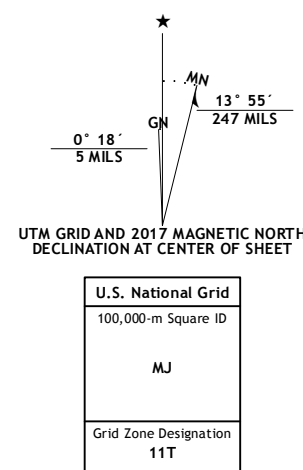 MN
GN
13° 55´
247 MILS
0° 18´
5 MILS
UTM GRID AND 2017 MAGNETIC NORTH
DECLINATION AT CENTER OF SHEET
U.S. National Grid
100,000-m Square ID
MJ
Grid Zone Designation
11T